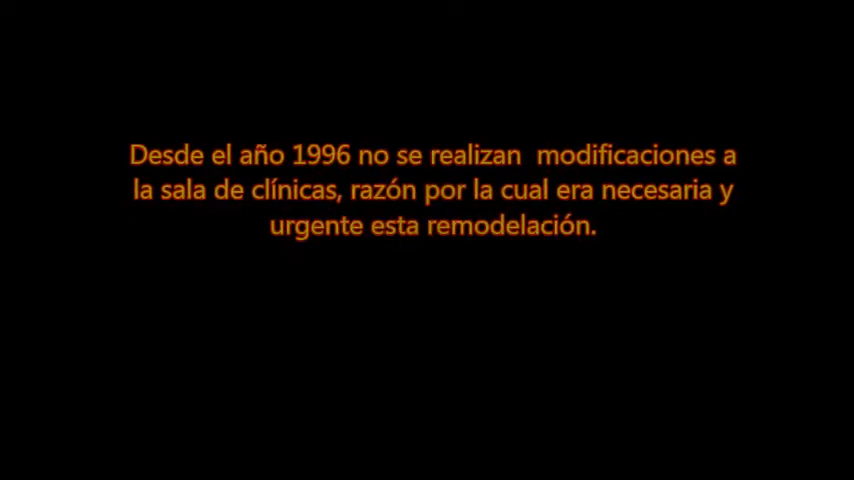 Desde el año 1996 no se realizan  modificaciones a
la sala de clínicas, razón por la cual era necesaria y
urgente esta remodelación.